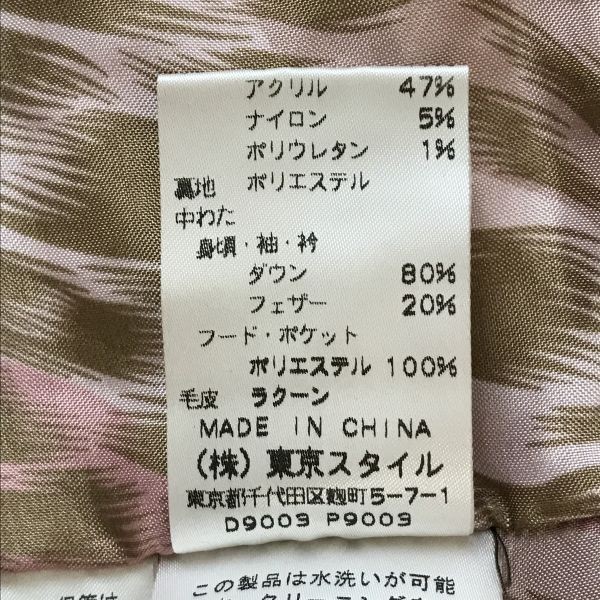 アクリル 47%
ナイロン 5%
ポリウレタン 1%
裏地 ポリエステル
中わた
身頃・袖・衿
ダウン 80%
フェザー 20%
フード・ポケット
ポリエステル 100%
毛皮 ラクーン
MADE IN CHINA
(株)東京スタイル
東京都千代田区麹町5-7-1
D9003 P9003
この製品は水洗いが可能